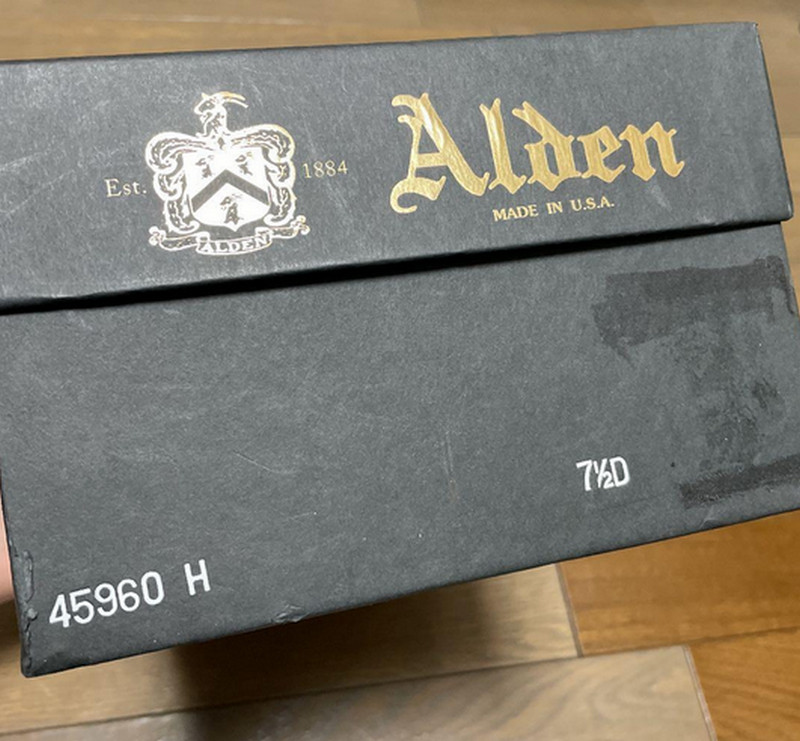 Est. 1884
ALDEN
Alden
MADE IN U.S.A.
7½D
45960 H